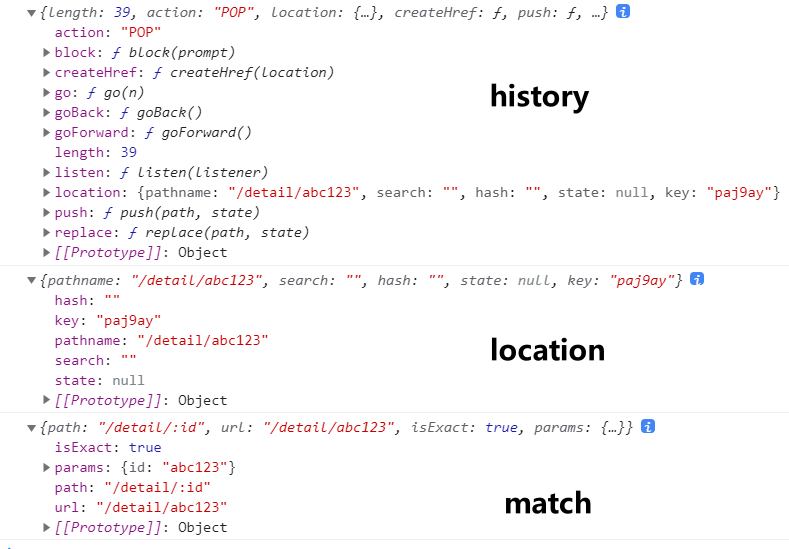 {length: 39, action: "POP", location: {…}, createHref: ƒ, push: ƒ, …} i
action: "POP"
block: ƒ block(prompt)
createHref: ƒ createHref(location)
go: ƒ go(n)
goBack: ƒ goBack()
goForward: ƒ goForward()
length: 39
listen: ƒ listen(listener)
location: {pathname: "/detail/abc123", search: "", hash: "", state: null, key: "paj9ay"}
push: ƒ push(path, state)
replace: ƒ replace(path, state)
[[Prototype]]: Object
history
{pathname: "/detail/abc123", search: "", hash: "", state: null, key: "paj9ay"} i
hash: ""
key: "paj9ay"
pathname: "/detail/abc123"
search: ""
state: null
[[Prototype]]: Object
location
{path: "/detail/:id", url: "/detail/abc123", isExact: true, params: {…}} i
isExact: true
params: {id: "abc123"}
path: "/detail/:id"
url: "/detail/abc123"
[[Prototype]]: Object
match